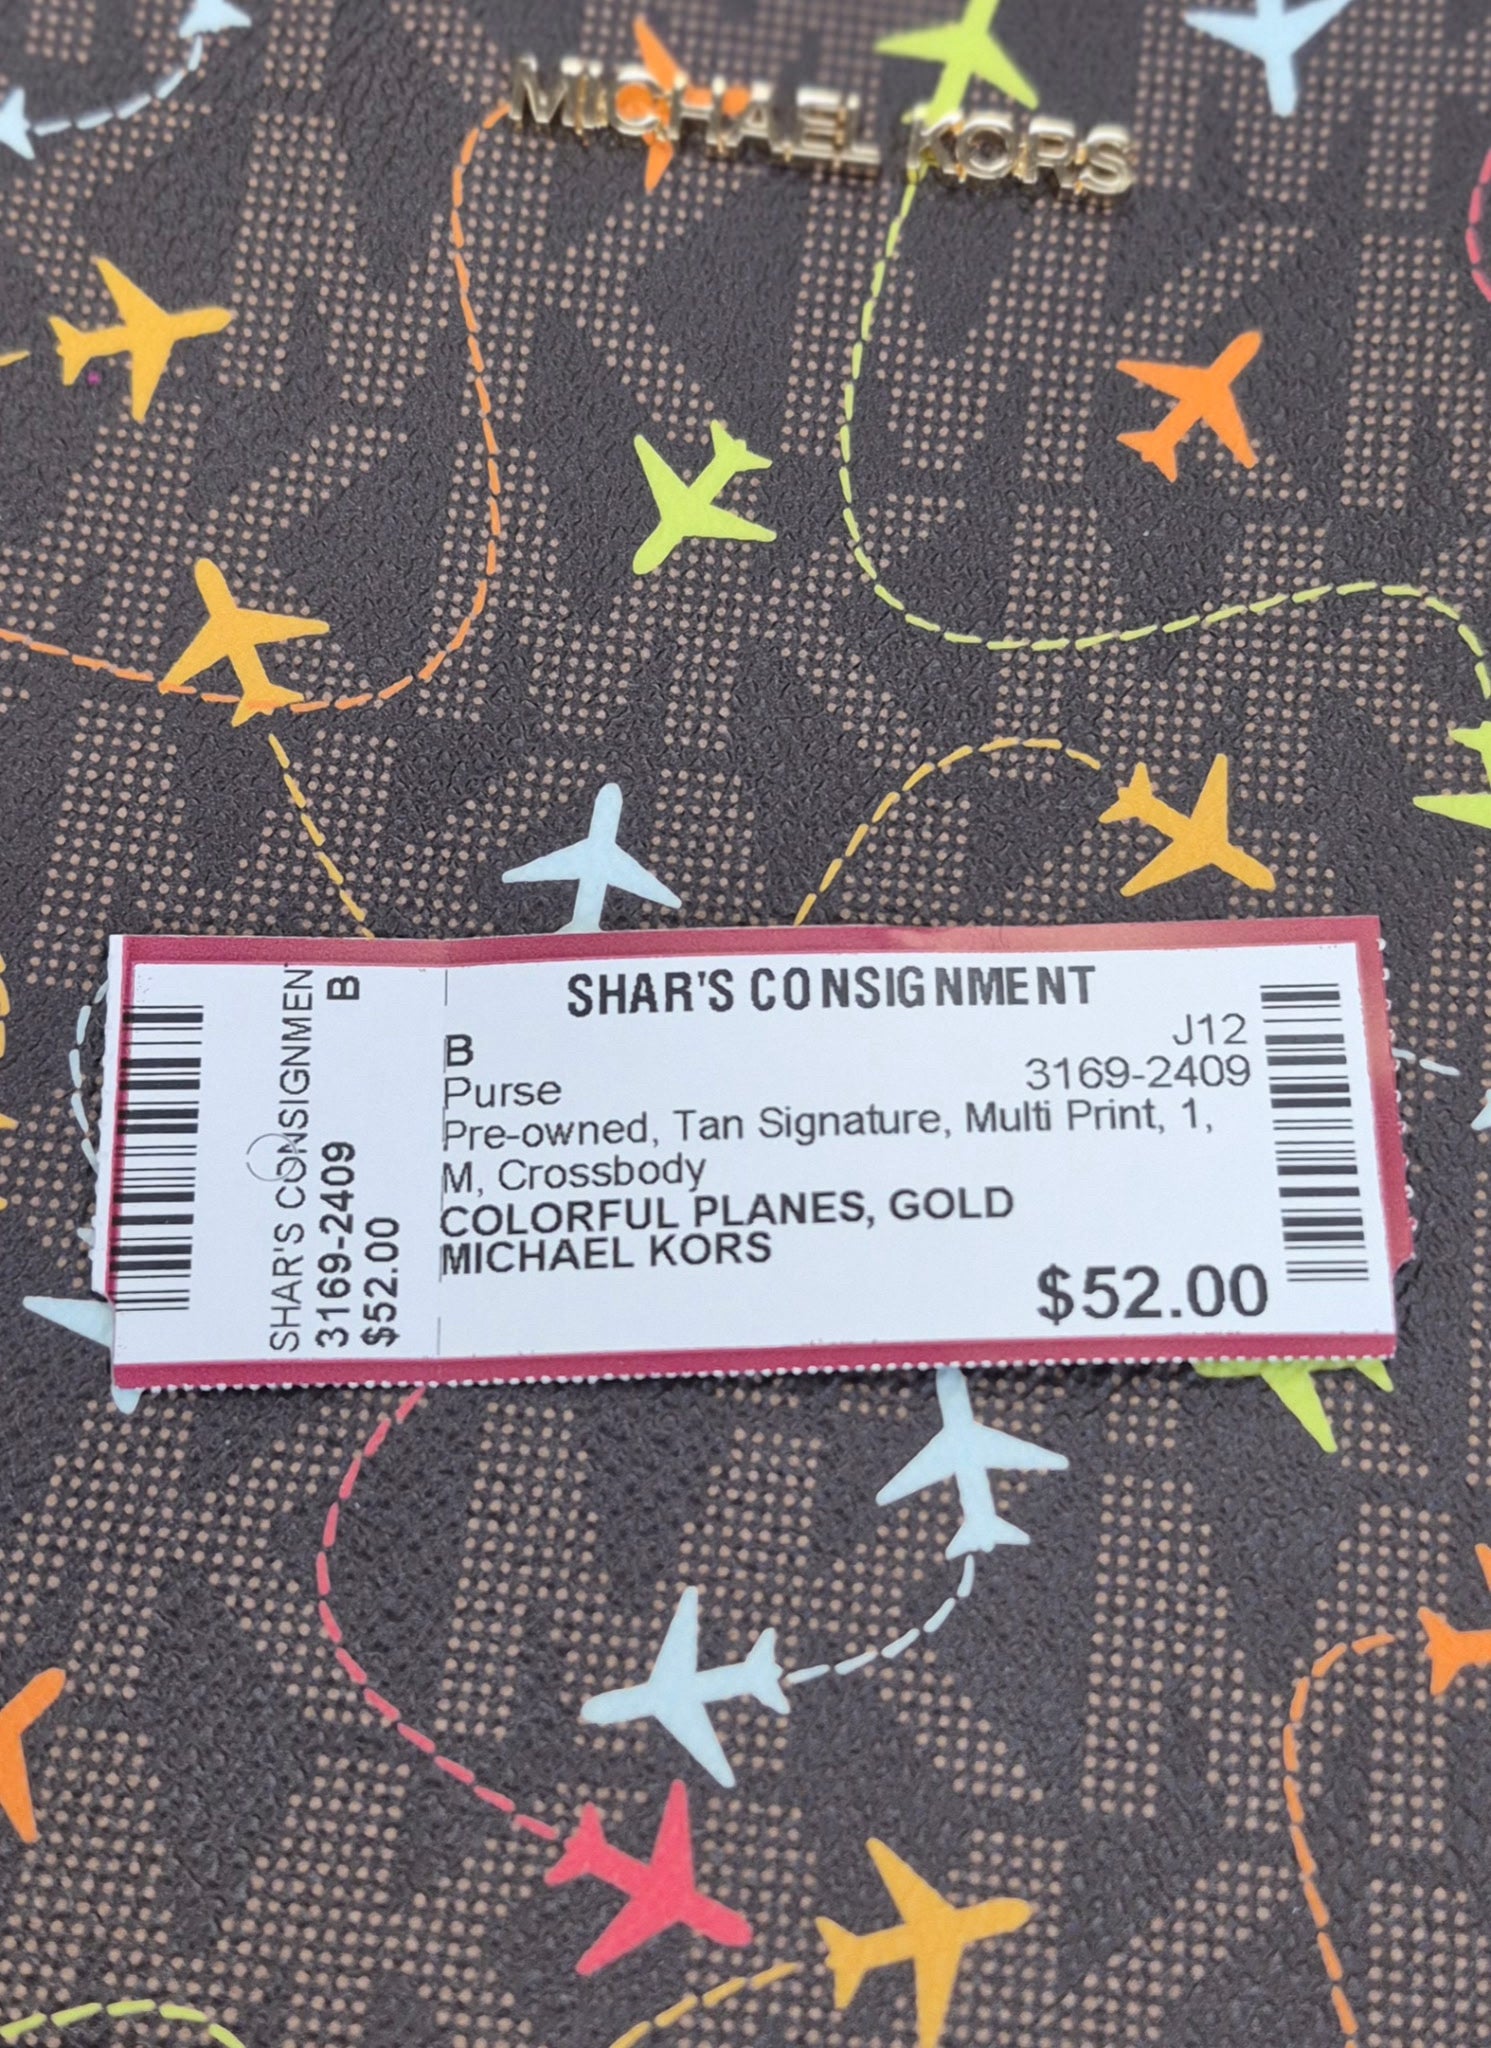 MICHAEL KORS
SHAR'S CONSIGNMENT
B
J12
Purse
3169-2409
Pre-owned, Tan Signature, Multi Print, 1,
M, Crossbody
COLORFUL PLANES, GOLD
MICHAEL KORS
$52.00
SHAR'S CONSIGNMEN
B
3169-2409
$52.00